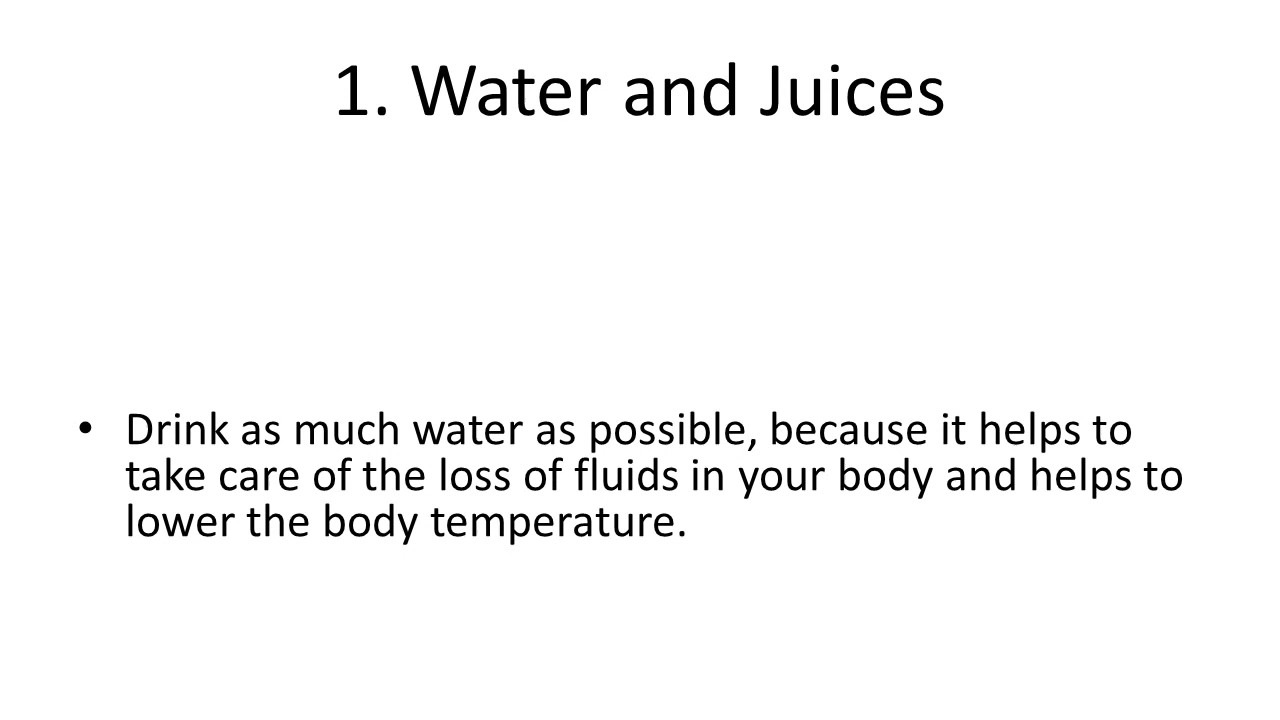 1. Water and Juices
• Drink as much water as possible, because it helps to
take care of the loss of fluids in your body and helps to
lower the body temperature.